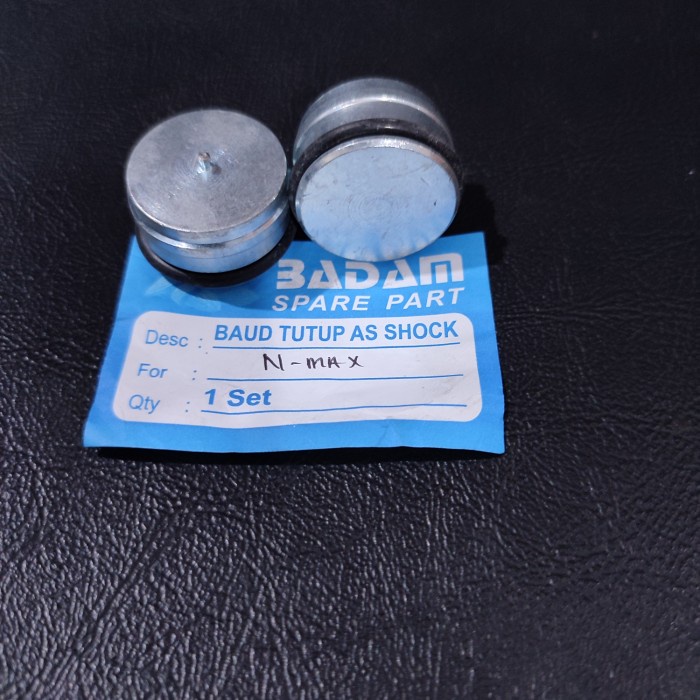 BADAM
SPARE PART
Desc : BAUD TUTUP AS SHOCK
For : N-MAX
Qty : 1 Set